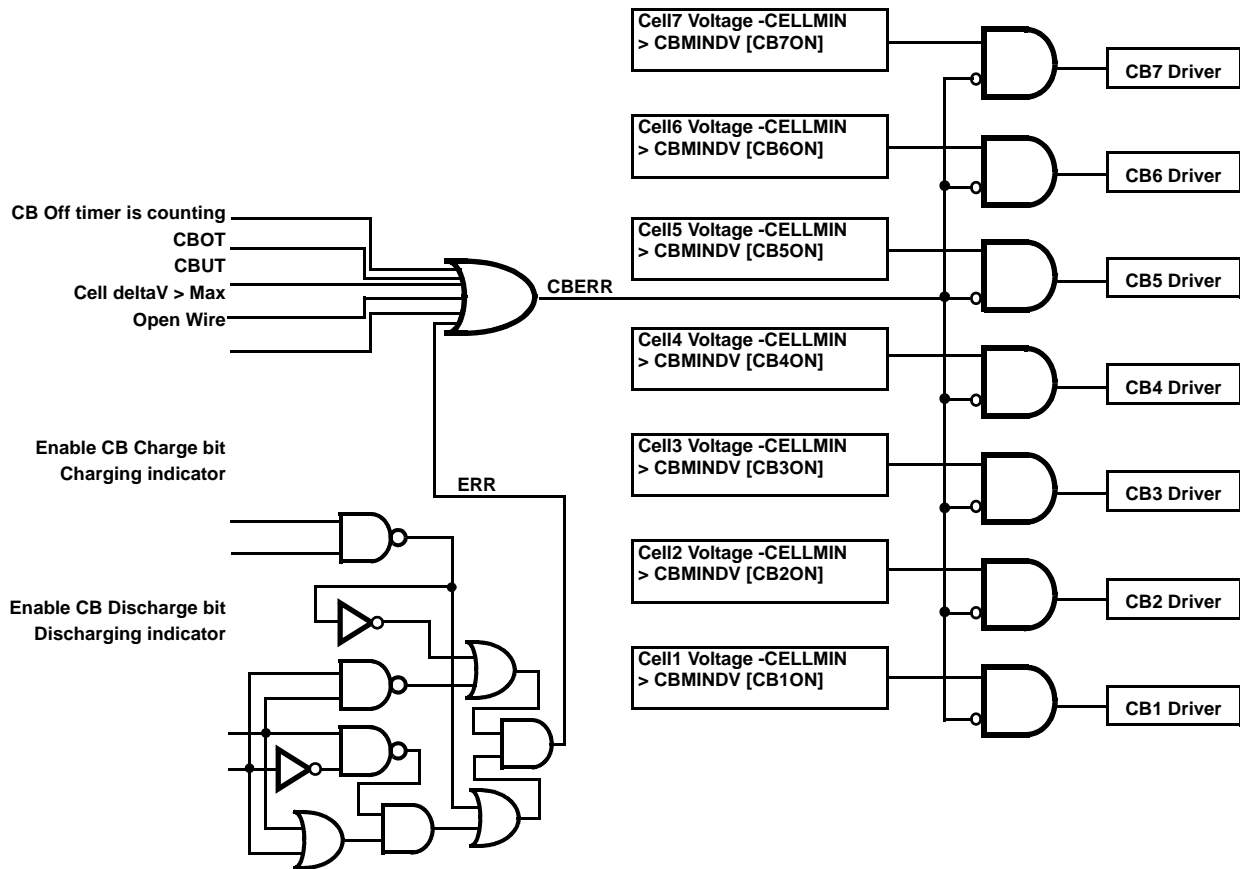 CB Off timer is counting
CBOT
CBUT
Cell deltaV > Max
Open Wire
Enable CB Charge bit
Charging indicator
Enable CB Discharge bit
Discharging indicator
ERR
CBERR
Cell7 Voltage -CELLMIN
> CBMINDV [CB7ON]
CB7 Driver
Cell6 Voltage -CELLMIN
> CBMINDV [CB6ON]
CB6 Driver
Cell5 Voltage -CELLMIN
> CBMINDV [CB5ON]
CB5 Driver
Cell4 Voltage -CELLMIN
> CBMINDV [CB4ON]
CB4 Driver
Cell3 Voltage -CELLMIN
> CBMINDV [CB3ON]
CB3 Driver
Cell2 Voltage -CELLMIN
> CBMINDV [CB2ON]
CB2 Driver
Cell1 Voltage -CELLMIN
> CBMINDV [CB1ON]
CB1 Driver